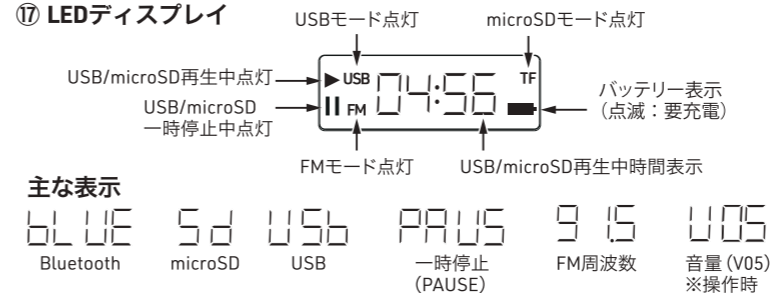 ⑰ LEDディスプレイ
USBモード点灯
microSDモード点灯
USB/microSD再生中点灯
USB/microSD
一時停止中点灯
USB
FM
04:56
TF
バッテリー表示
（点滅：要充電）
FMモード点灯
USB/microSD再生中時間表示
主な表示
bLUE
Sd
USb
PAUS
91.5
U05
Bluetooth
microSD
USB
一時停止
（PAUSE）
FM周波数
音量（V05）
※操作時